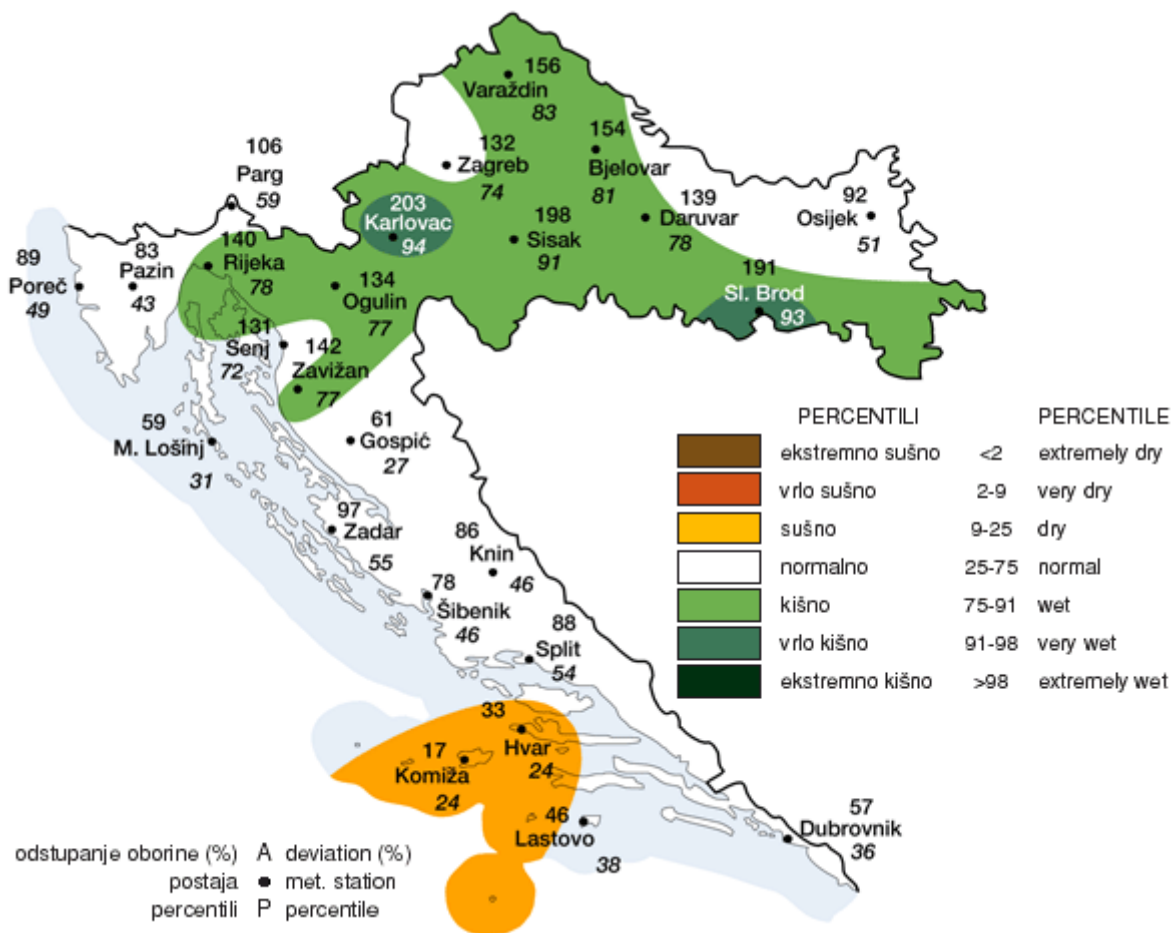 156
Varaždin
83
154
Bjelovar
81
132
Zagreb
74
106
Parg
59
203
Karlovac
94
198
Sisak
91
139
Daruvar
78
92
Osijek
51
89
Poreč
49
83
Pazin
43
140
Rijeka
78
134
Ogulin
77
191
Sl. Brod
93
131
Senj
72
142
Zavižan
77
59
M. Lošinj
31
61
Gospić
27
97
Zadar
55
86
Knin
46
78
Šibenik
46
88
Split
54
33
Hvar
24
17
Komiža
24
46
Lastovo
38
57
Dubrovnik
36
PERCENTILI PERCENTILE
ekstremno sušno <2 extremely dry
vrlo sušno 2-9 very dry
sušno 9-25 dry
normalno 25-75 normal
kišno 75-91 wet
vrlo kišno 91-98 very wet
ekstremno kišno >98 extremely wet
odstupanje oborine (%) A deviation (%)
postaja ● met. station
percentili P percentile